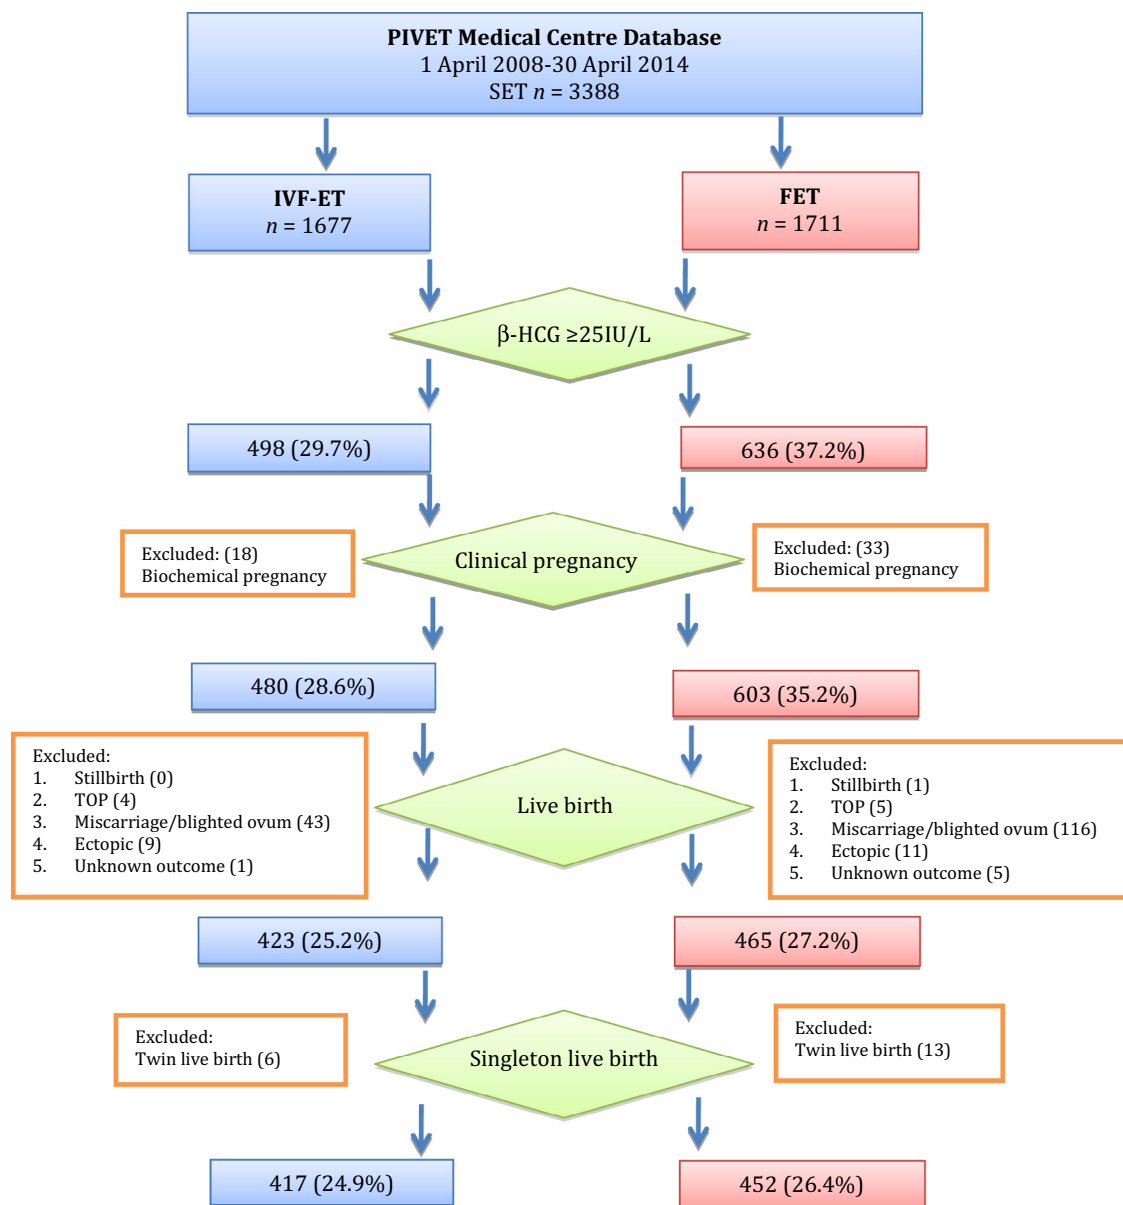 PIVET Medical Centre Database
1 April 2008-30 April 2014
SET n = 3388
IVF-ET
n = 1677
FET
n = 1711
β-HCG ≥25IU/L
498 (29.7%)
636 (37.2%)
Excluded: (18)
Biochemical pregnancy
Clinical pregnancy
Excluded: (33)
Biochemical pregnancy
480 (28.6%)
603 (35.2%)
Excluded:
1. Stillbirth (0)
2. TOP (4)
3. Miscarriage/blighted ovum (43)
4. Ectopic (9)
5. Unknown outcome (1)
Live birth
Excluded:
1. Stillbirth (1)
2. TOP (5)
3. Miscarriage/blighted ovum (116)
4. Ectopic (11)
5. Unknown outcome (5)
423 (25.2%)
465 (27.2%)
Excluded:
Twin live birth (6)
Singleton live birth
Excluded:
Twin live birth (13)
417 (24.9%)
452 (26.4%)